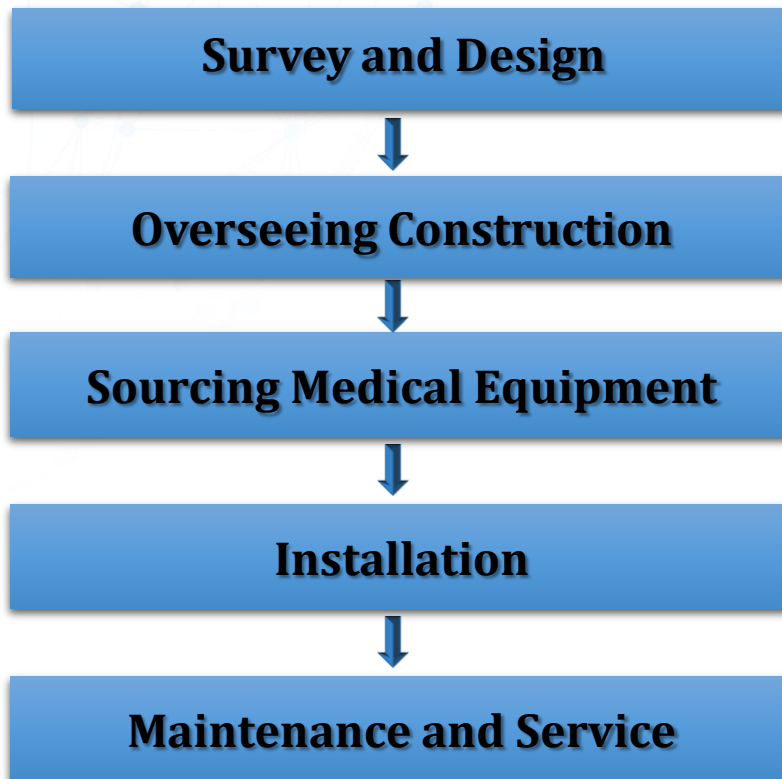 Survey and Design
Overseeing Construction
Sourcing Medical Equipment
Installation
Maintenance and Service